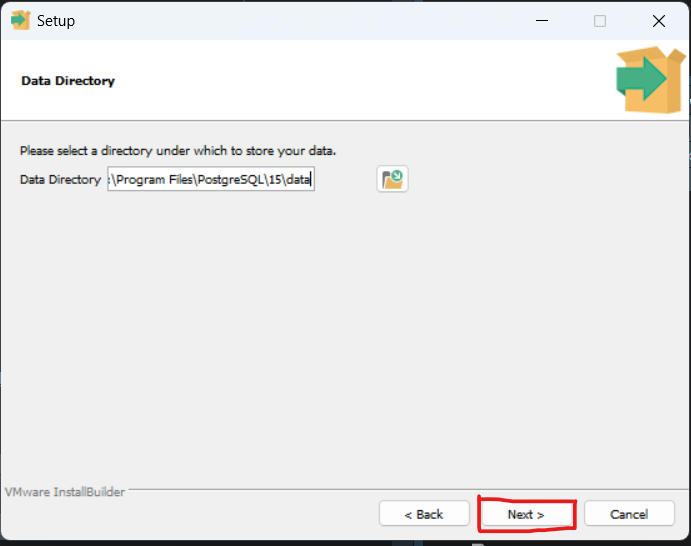 Setup
Data Directory
Please select a directory under which to store your data.
Data Directory :\Program Files\PostgreSQL\15\data
VMware InstallBuilder
< Back Next > Cancel